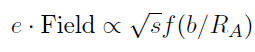 e · Field ∝ √s f(b/R_A)